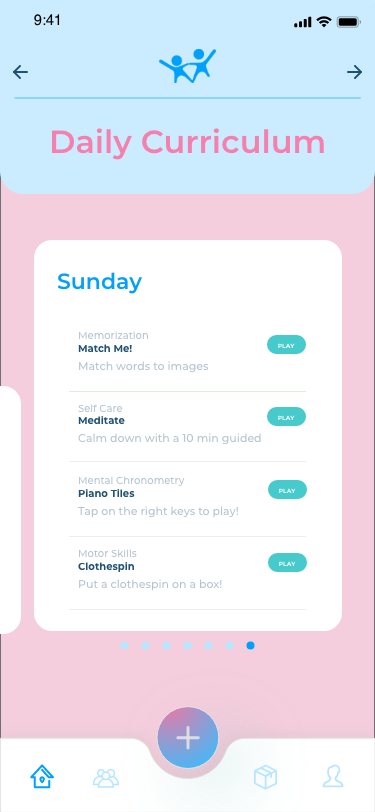 9:41
Daily Curriculum
Sunday
Memorization
Match Me!
PLAY
Match words to images
Self Care
Meditate
PLAY
Calm down with a 10 min guided
Mental Chronometry
Piano Tiles
PLAY
Tap on the right keys to play!
Motor Skills
Clothespin
PLAY
Put a clothespin on a box!